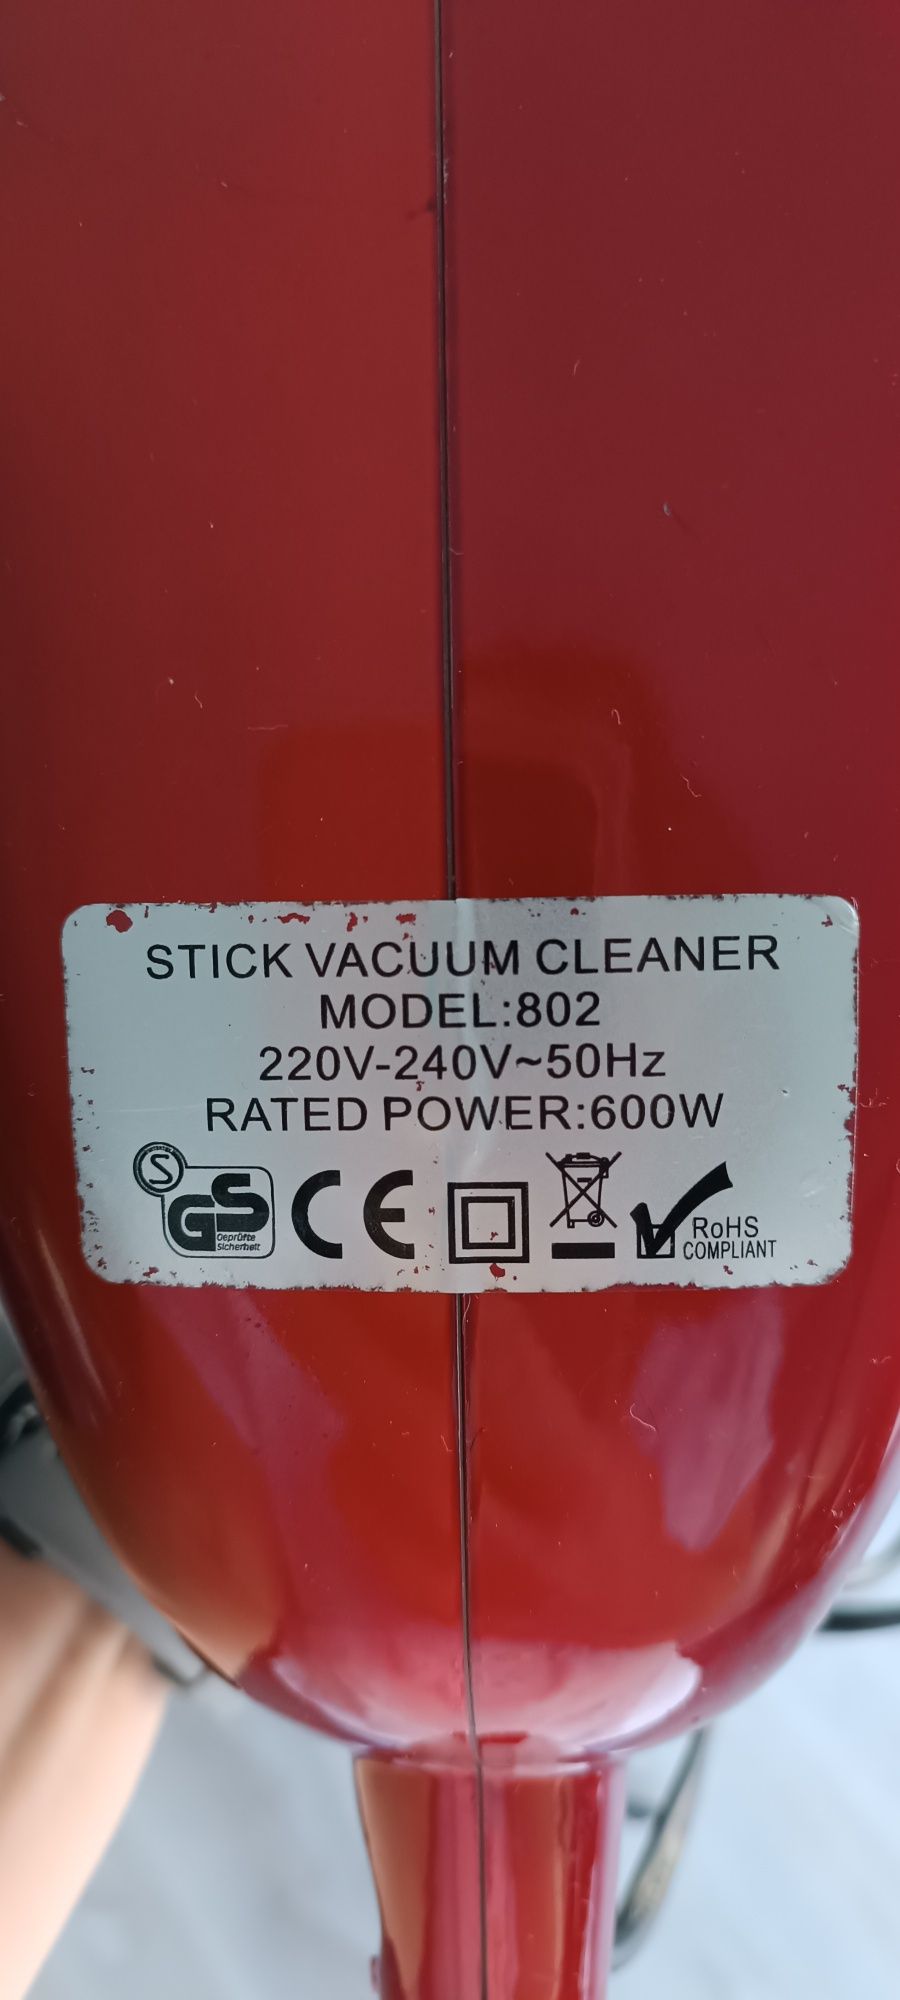 STICK VACUUM CLEANER
MODEL:802
220V-240V~50Hz
RATED POWER:600W
S
GS
Geprüfte
Sicherheit
CE
RoHS
COMPLIANT